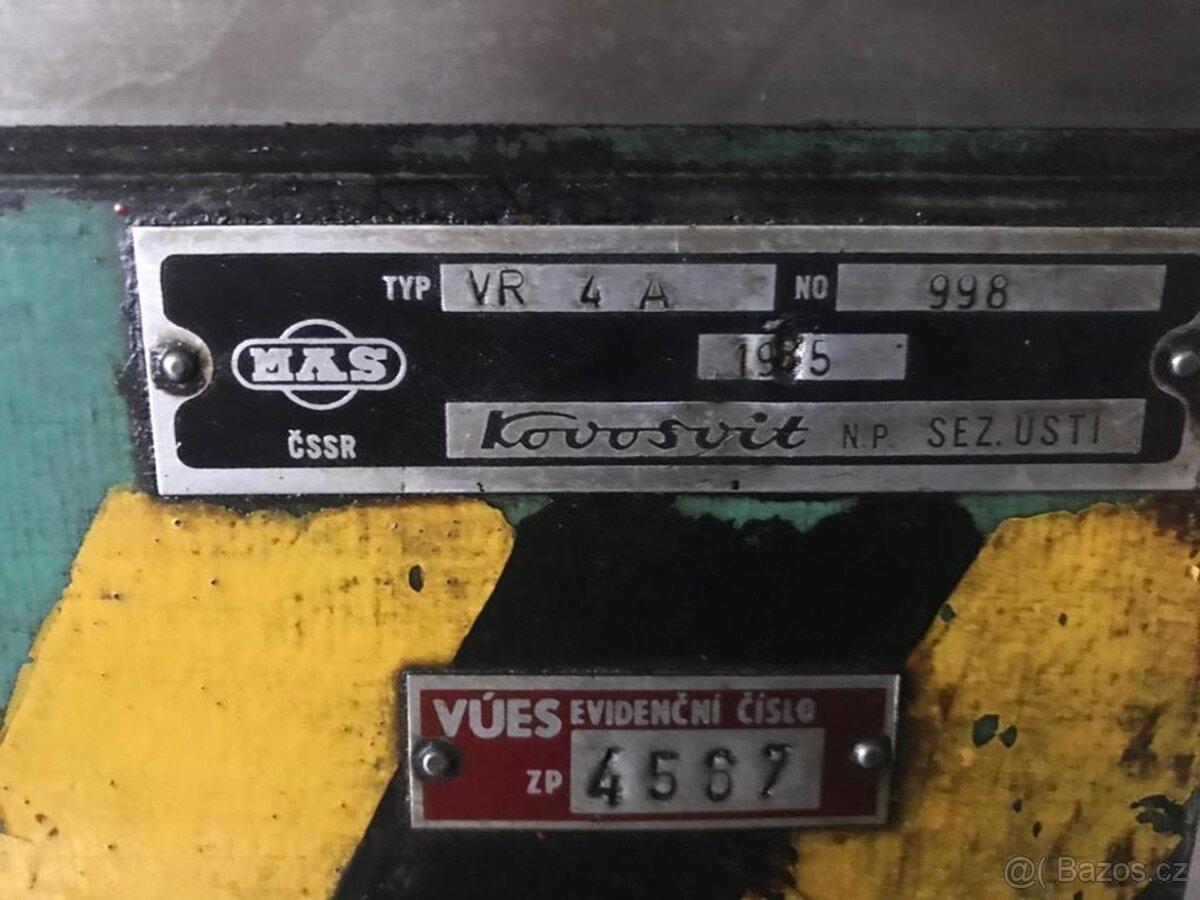 TYP VR 4 A NO 998
MAS
ČSSR
Kovosvit N.P. SEZ. ÚSTÍ
VÚES EVIDENČNÍ ČÍSLO
ZP 4567
@( Bazos.cz